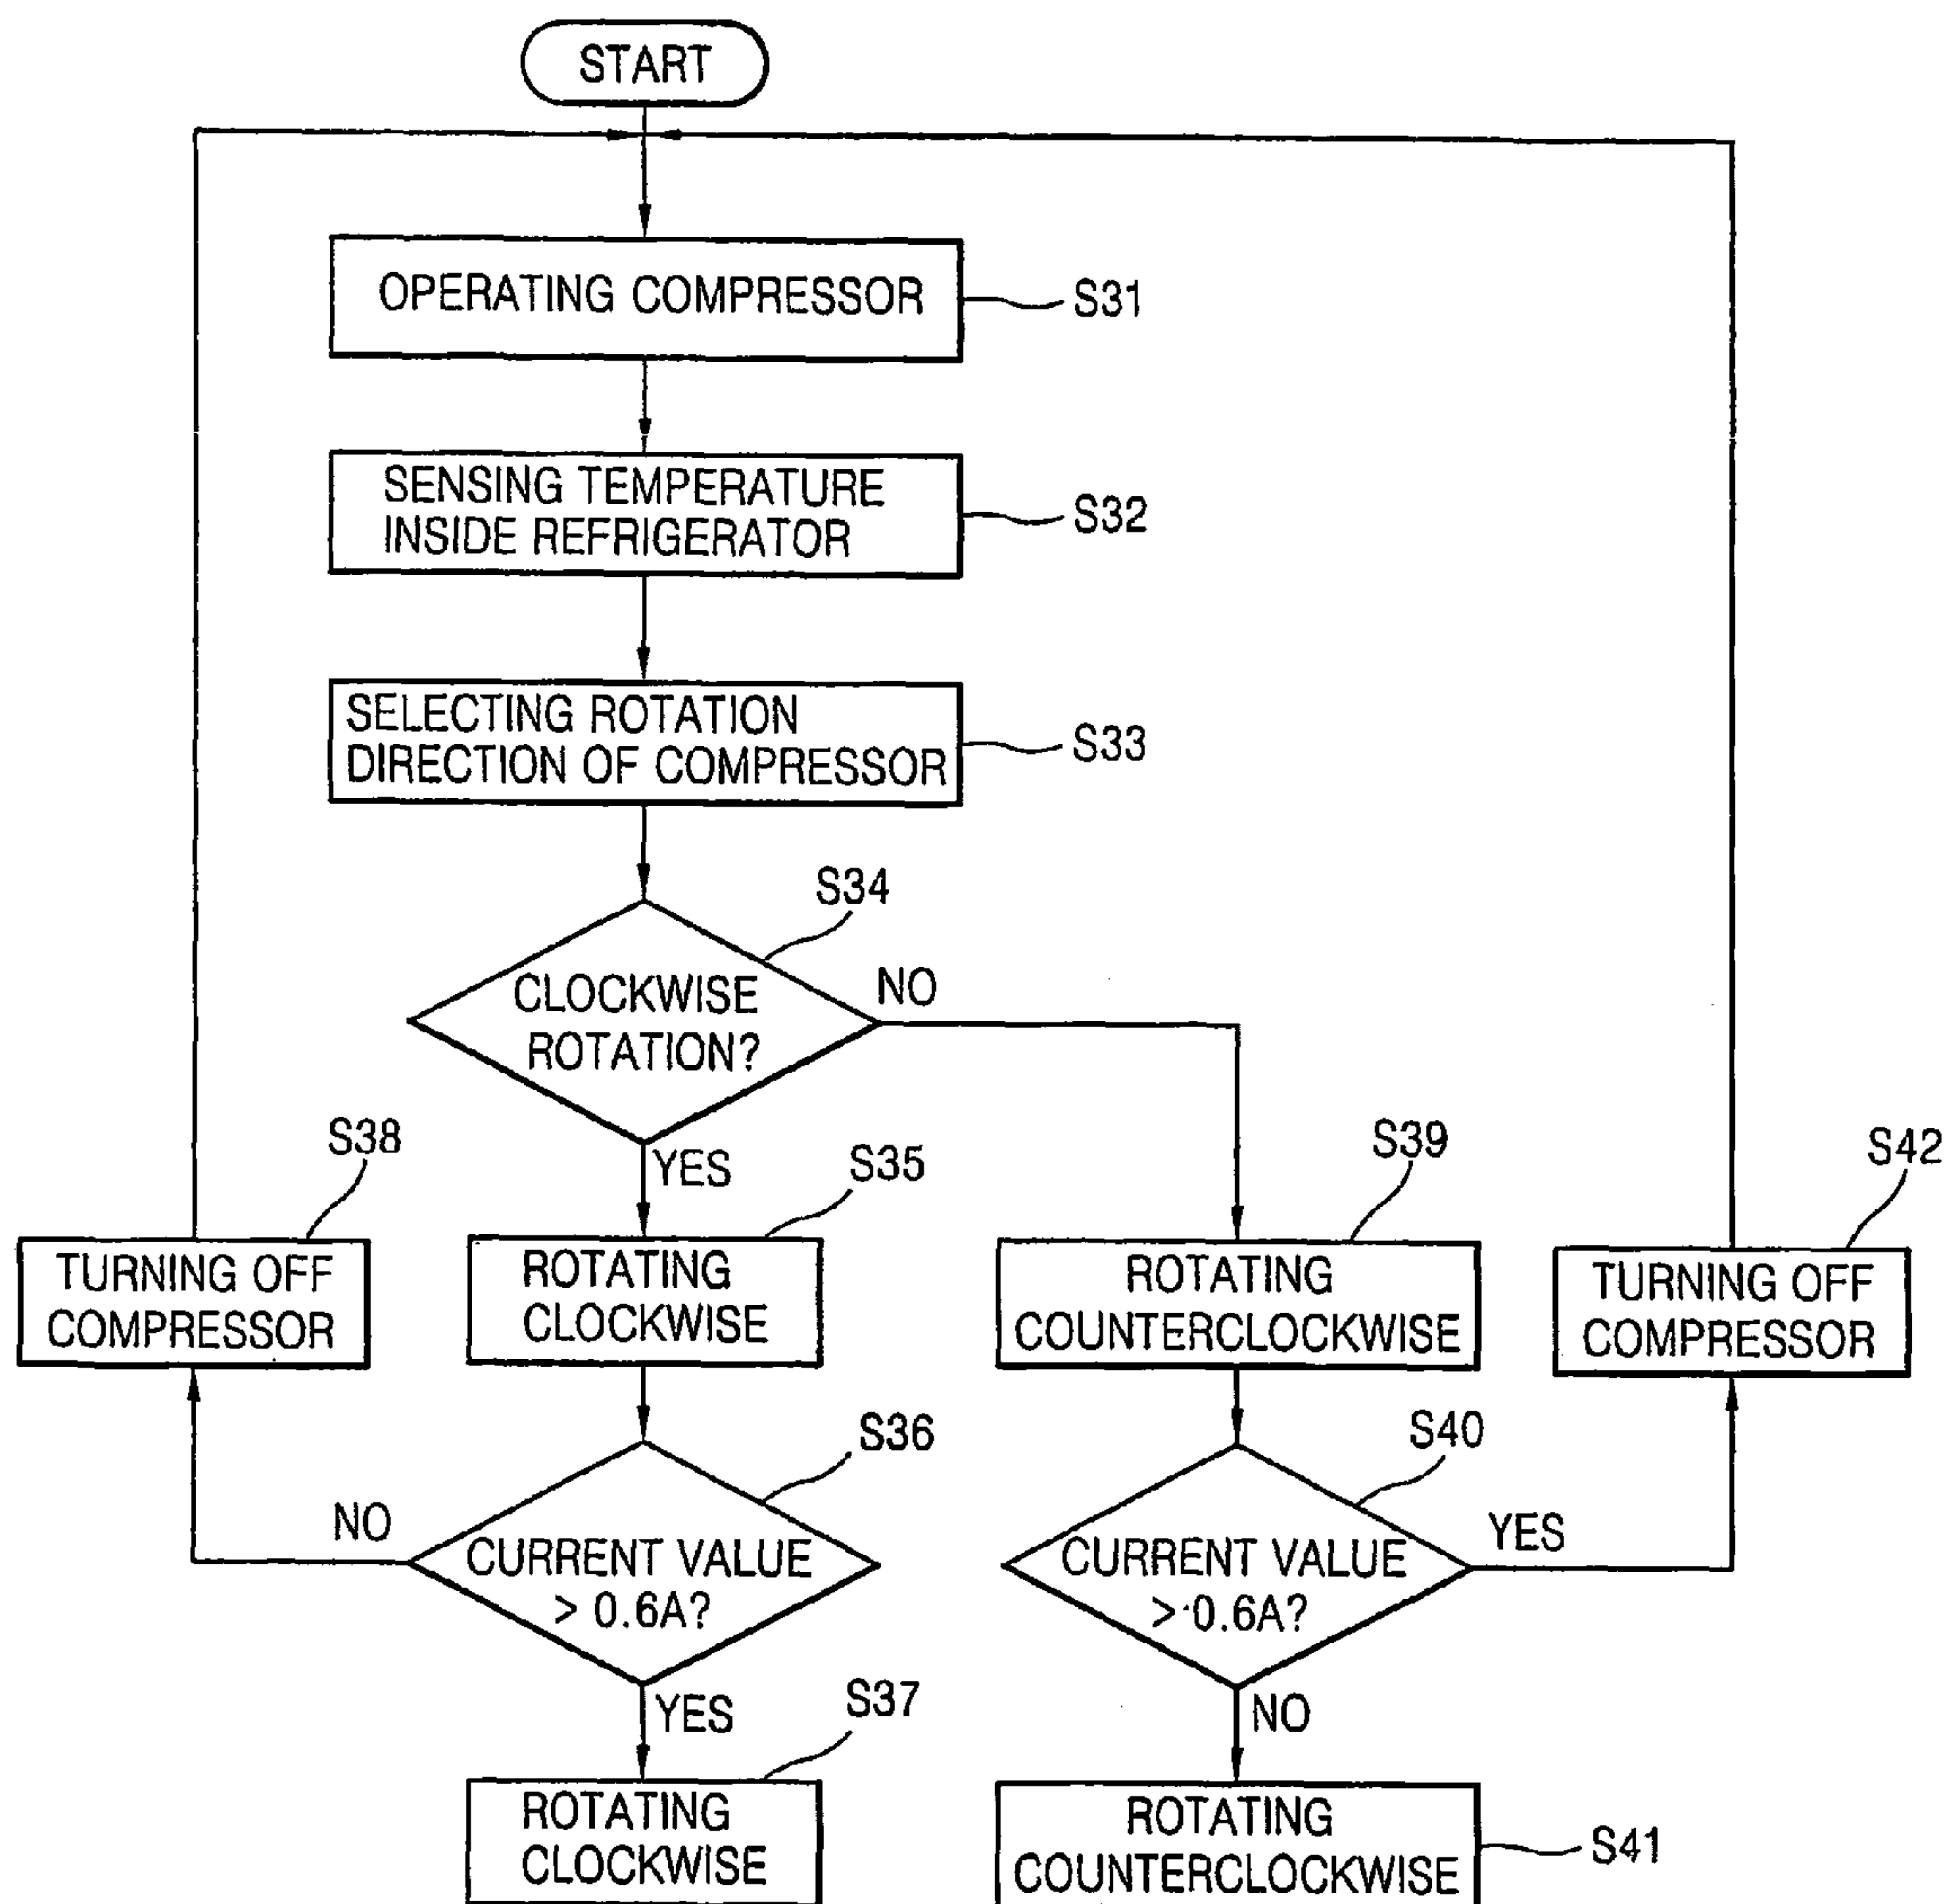 START
OPERATING COMPRESSOR
S31
SENSING TEMPERATURE
INSIDE REFRIGERATOR
S32
SELECTING ROTATION
DIRECTION OF COMPRESSOR
S33
S34
CLOCKWISE
ROTATION?
NO
YES
S38
TURNING OFF
COMPRESSOR
S35
ROTATING
CLOCKWISE
S39
ROTATING
COUNTERCLOCKWISE
S42
TURNING OFF
COMPRESSOR
S36
CURRENT VALUE
> 0.6A?
NO
YES
S40
CURRENT VALUE
> 0.6A?
YES
NO
S37
ROTATING
CLOCKWISE
ROTATING
COUNTERCLOCKWISE
S41